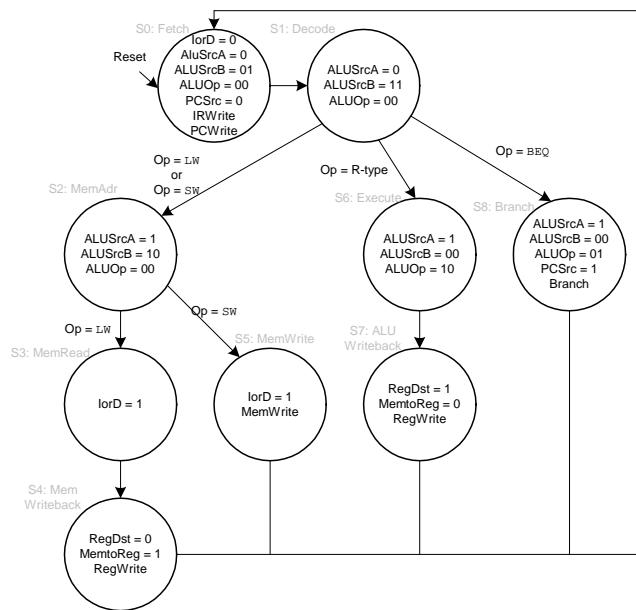 S0: Fetch
IorD = 0
AluSrcA = 0
ALUSrcB = 01
ALUOp = 00
PCSrc = 0
IRWrite
PCWrite
Reset
S1: Decode
ALUSrcA = 0
ALUSrcB = 11
ALUOp = 00
Op = LW
or
Op = SW
Op = R-type
Op = BEQ
S2: MemAdr
ALUSrcA = 1
ALUSrcB = 10
ALUOp = 00
S6: Execute
ALUSrcA = 1
ALUSrcB = 00
ALUOp = 10
S8: Branch
ALUSrcA = 1
ALUSrcB = 00
ALUOp = 01
PCSrc = 1
Branch
Op = LW
Op = SW
S3: MemRead
IorD = 1
S5: MemWrite
IorD = 1
MemWrite
S7: ALU
Writeback
RegDst = 1
MemtoReg = 0
RegWrite
S4: Mem
Writeback
RegDst = 0
MemtoReg = 1
RegWrite